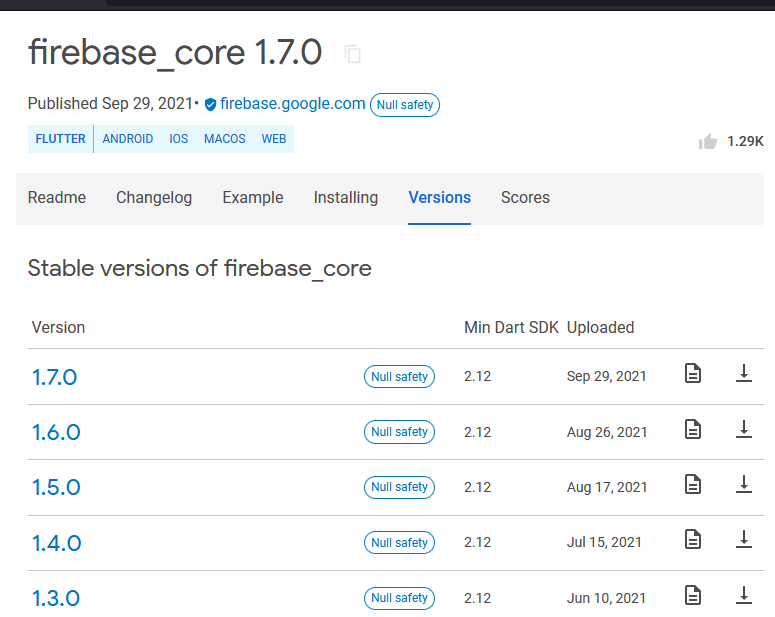 firebase_core 1.7.0
Published Sep 29, 2021• firebase.google.com Null safety
FLUTTER ANDROID IOS MACOS WEB
1.29K
Readme Changelog Example Installing Versions Scores
Stable versions of firebase_core
Version Min Dart SDK Uploaded
1.7.0 Null safety 2.12 Sep 29, 2021
1.6.0 Null safety 2.12 Aug 26, 2021
1.5.0 Null safety 2.12 Aug 17, 2021
1.4.0 Null safety 2.12 Jul 15, 2021
1.3.0 Null safety 2.12 Jun 10, 2021